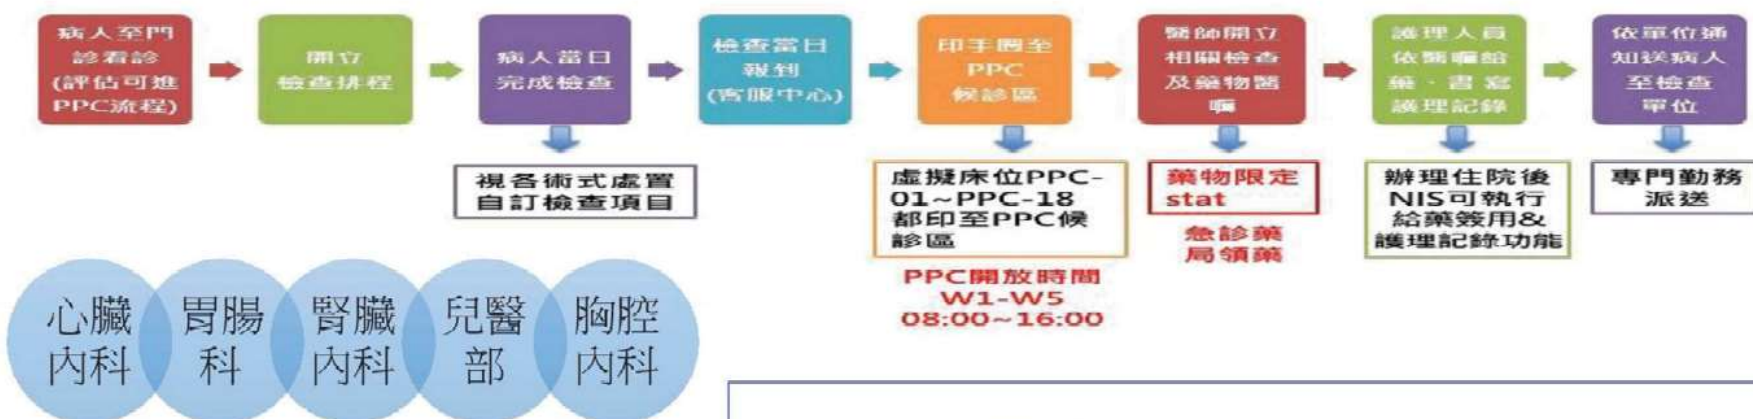 病人至門
診看診
(評估可進
PPC流程)
開立
檢查排程
病人當日
完成檢查
檢查當日
報到
(客服中心)
印手圈至
PPC
候診區
醫師開立
相關檢查
及藥物醫
囑
護理人員
依醫囑給
藥、書寫
護理記錄
依單位通
知送病人
至檢查
單位
視各術式處置
自訂檢查項目
虛擬床位PPC-
01~PPC-18
都印至PPC候
診區
PPC開放時間
W1-W5
08:00~16:00
藥物限定
stat
急診藥
局領藥
辦理住院後
NIS可執行
給藥簽用&
護理記錄功能
專門勤務
派送
心臟
內科
胃腸
科
腎臟
內科
兒醫
部
胸腔
內科